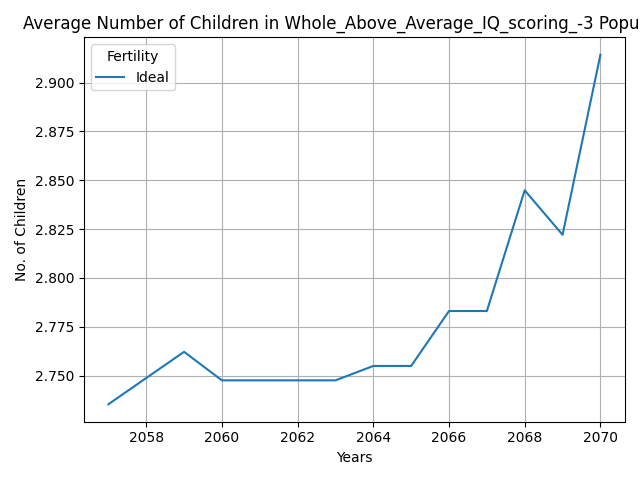 Average Number of Children in Whole_Above_Average_IQ_scoring_-3 Popu
Fertility
Ideal
2.900
2.875
2.850
2.825
2.800
2.775
2.750
No. of Children
2058 2060 2062 2064 2066 2068 2070
Years